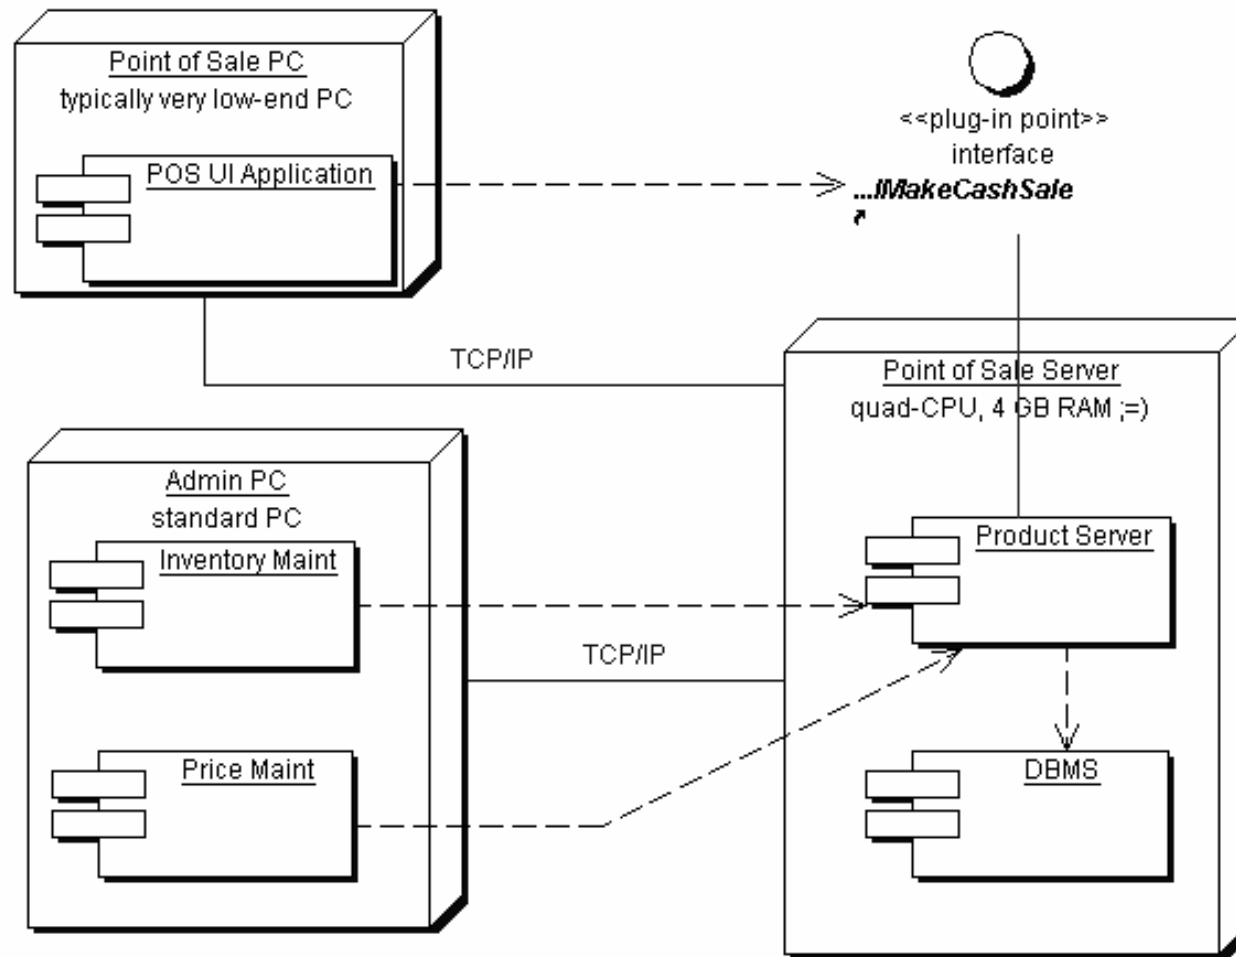 Point of Sale PC
typically very low-end PC
POS UI Application
<<plug-in point>>
interface
...IMakeCashSale
TCP/IP
Point of Sale Server
quad-CPU, 4 GB RAM ;=)
Admin PC
standard PC
Inventory Maint
Product Server
TCP/IP
Price Maint
DBMS